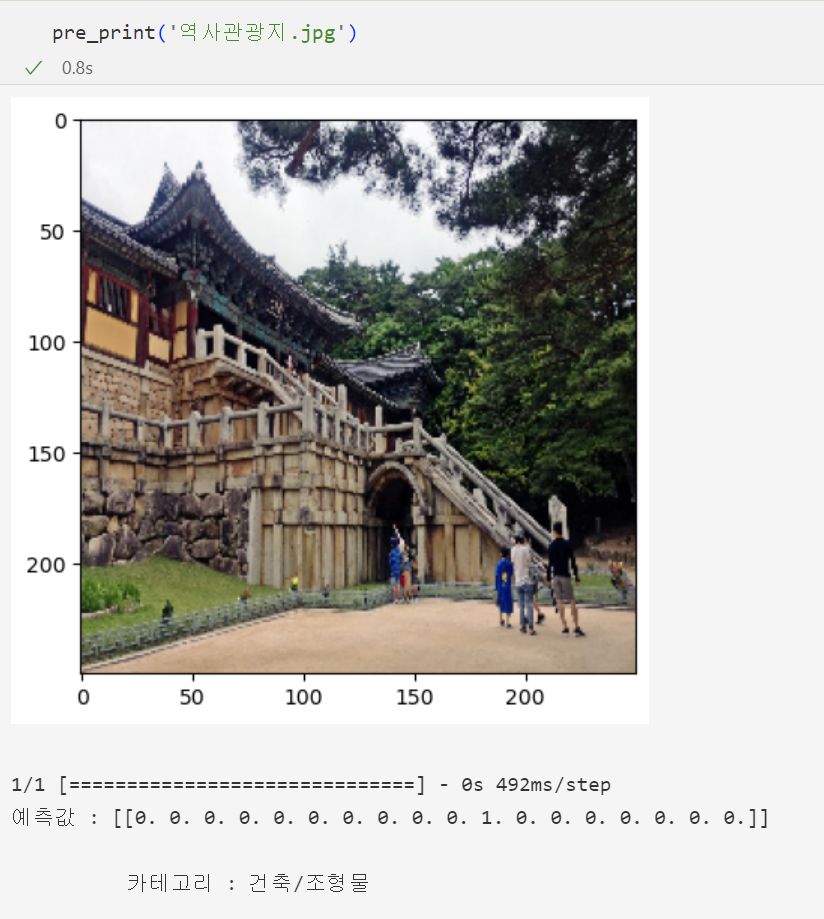 pre_print('역사관광지.jpg')
0.8s
0
50
100
150
200
0 50 100 150 200
1/1 [==============================] - 0s 492ms/step
예측값 : [[0. 0. 0. 0. 0. 0. 0. 0. 0. 0. 1. 0. 0. 0. 0. 0. 0. 0.]]
카테고리 : 건축/조형물